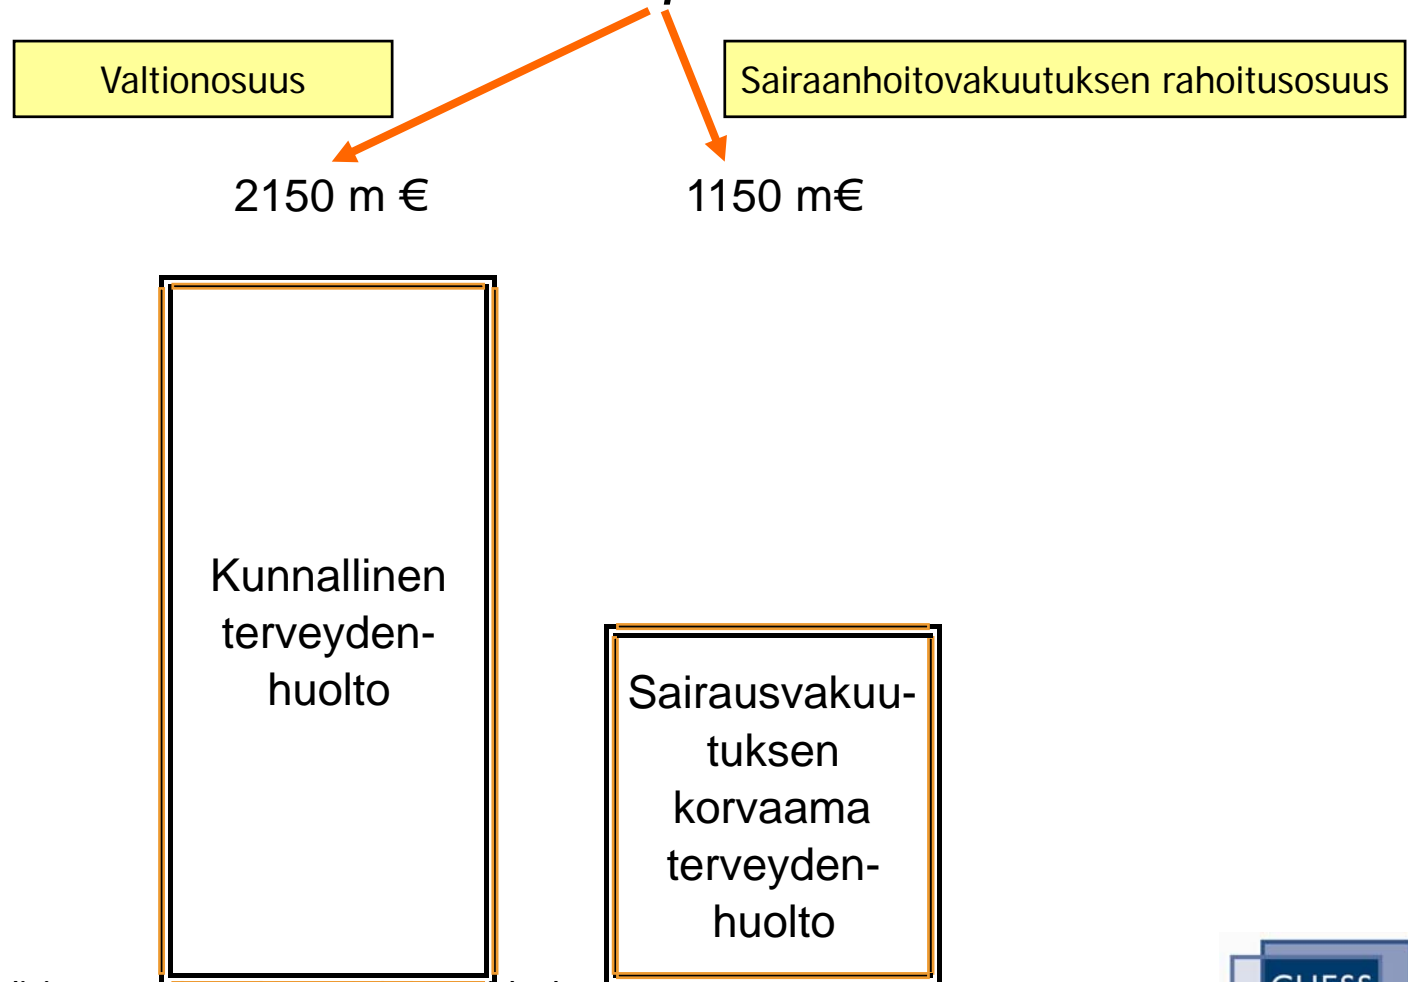 Valtionosuus
Sairaanhoitovakuutuksen rahoitusosuus
2150 m €
1150 m€
Kunnallinen
terveyden-
huolto
Sairausvakuu-
tuksen
korvaama
terveyden-
huolto